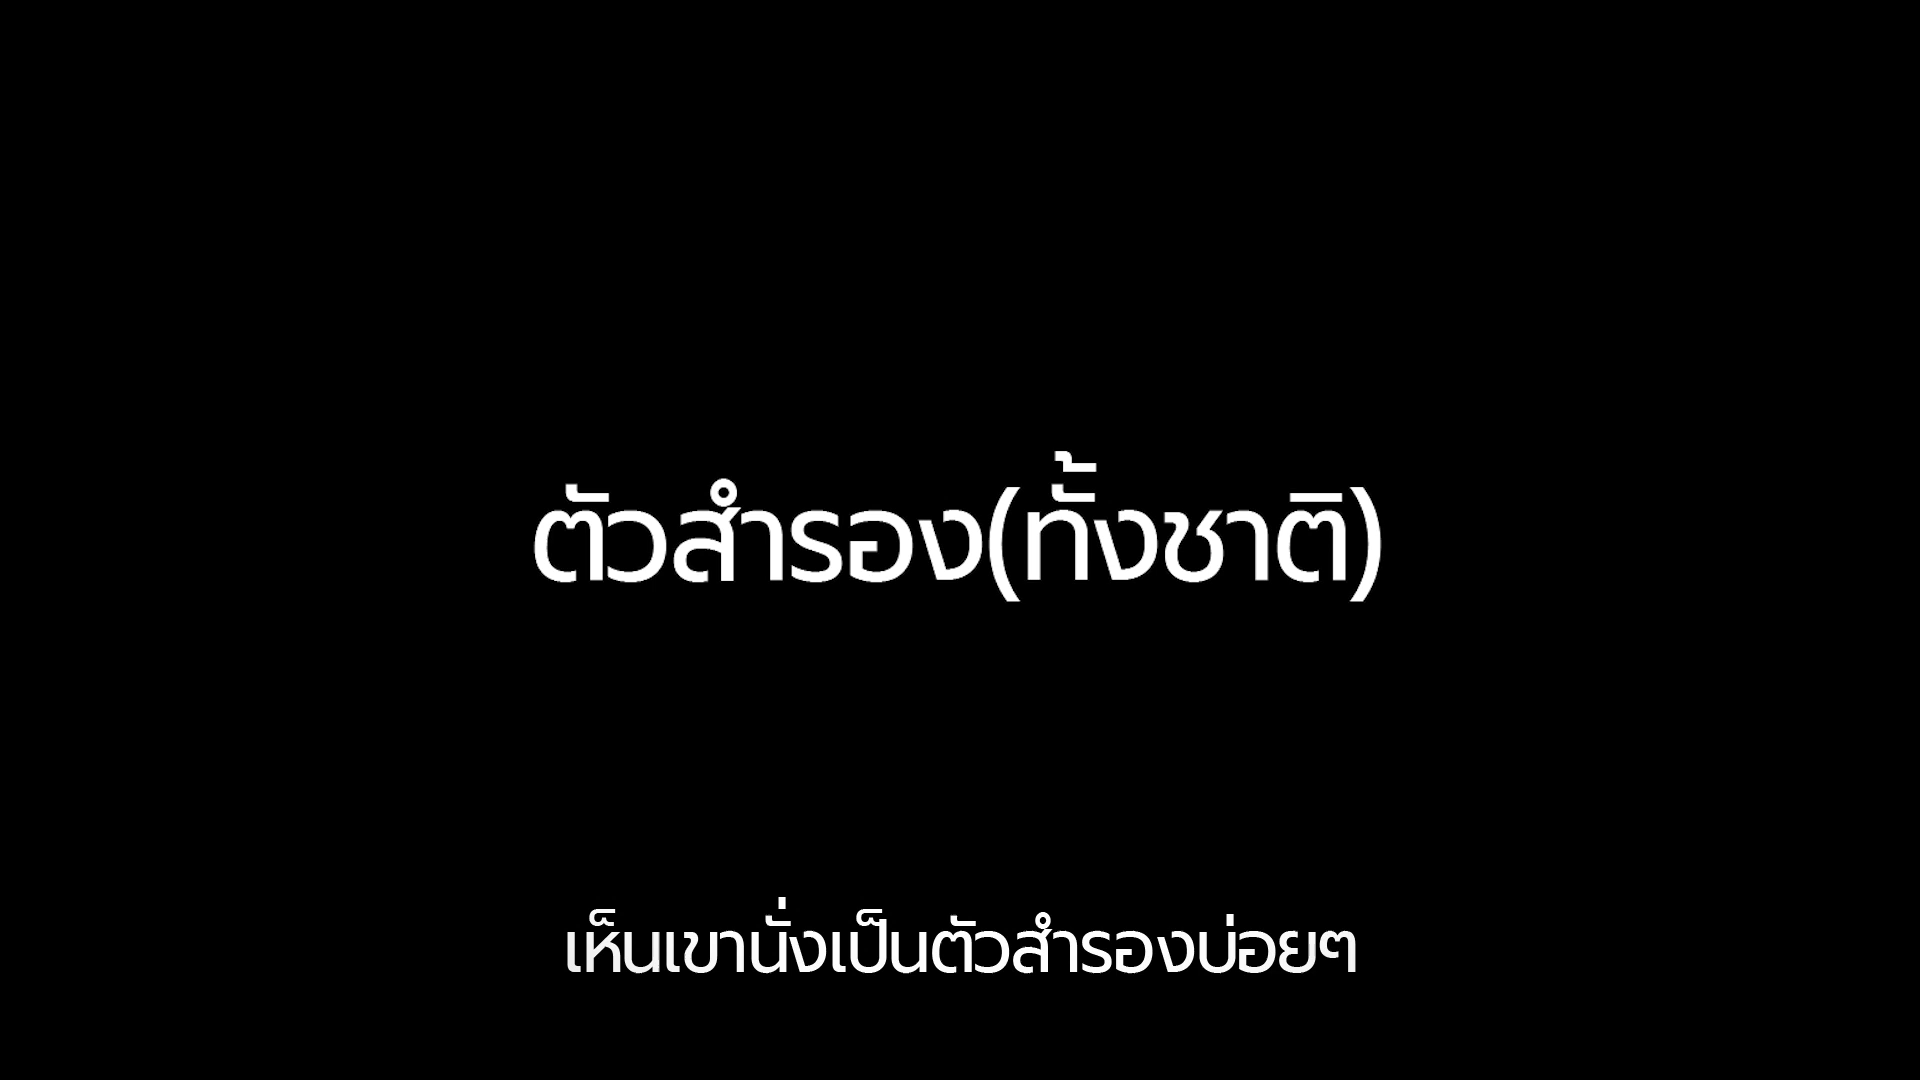 ตัวสำรอง(ทั้งชาติ)
เห็นเขานั่งเป็นตัวสำรองบ่อยๆ